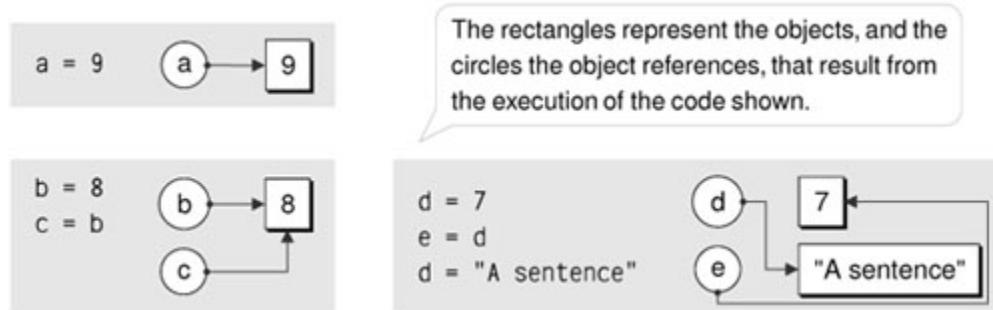 a = 9
a
9
The rectangles represent the objects, and the
circles the object references, that result from
the execution of the code shown.
b = 8
c = b
b
8
c
d = 7
e = d
d = "A sentence"
d
7
e
"A sentence"